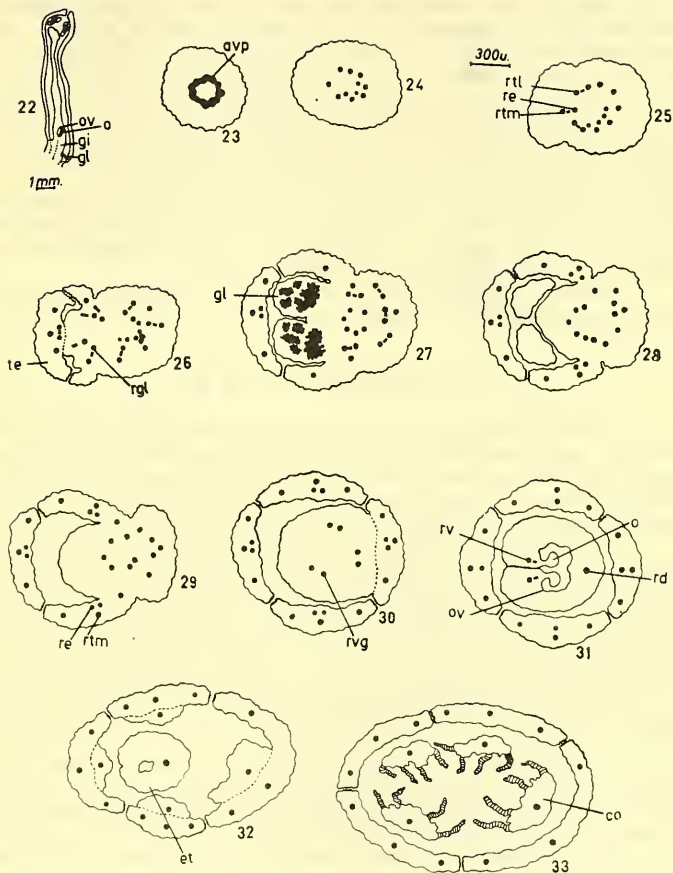 22
ov
o
gi
gl
1mm.
avp
23
24
300u.
rtl
re
rtm
25
te
rgl
26
gl
27
28
re
rtm
29
30
rvg
rv
o
ov
rd
31
et
32
co
33